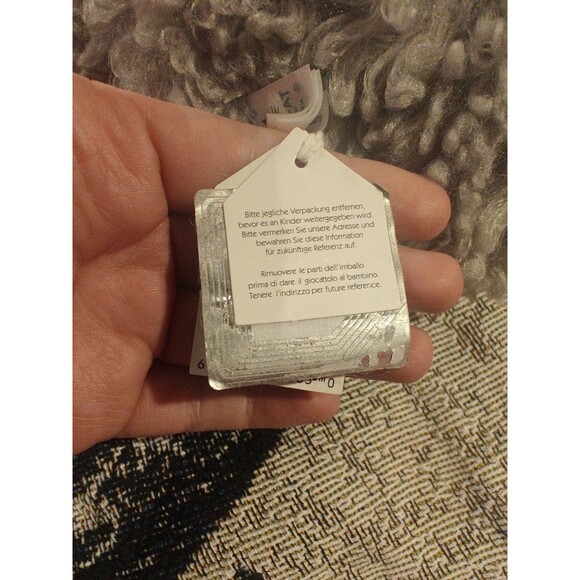 Bitte jegliche Verpackung entfernen,
bevor es an Kinder weitergegeben wird.
Bitte vermerken Sie unsere Adresse und
bewahren Sie diese Information
für zukünftige Referenz auf.
Rimuovere le parti dell'imballo
prima di dare il giocattolo al bambino.
Tenere l'indirizzo per future reference.